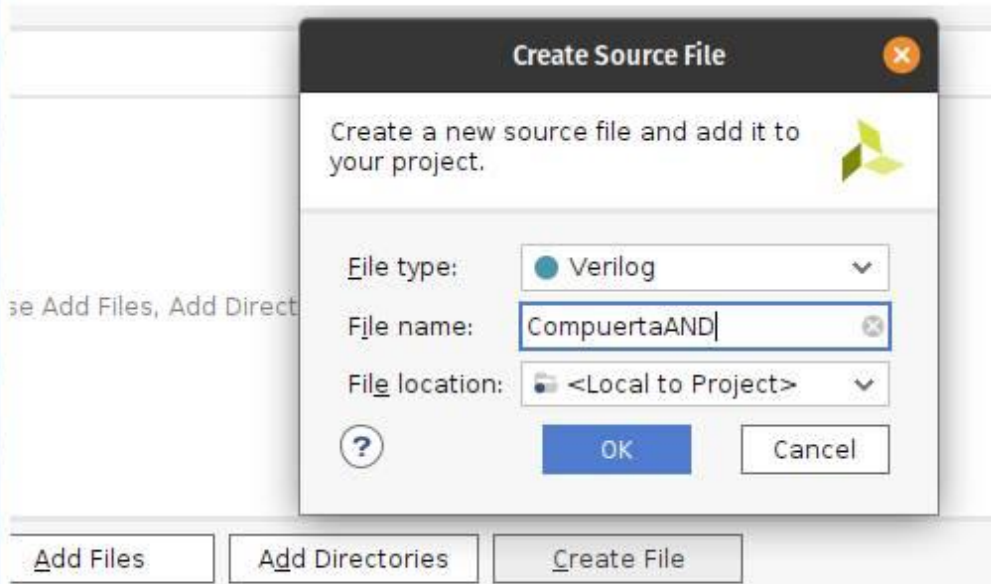 Create Source File
Create a new source file and add it to
your project.
File type: Verilog
se Add Files, Add Direct
File name: CompuertaAND
File location: <Local to Project>
?
OK
Cancel
Add Files
Add Directories
Create File